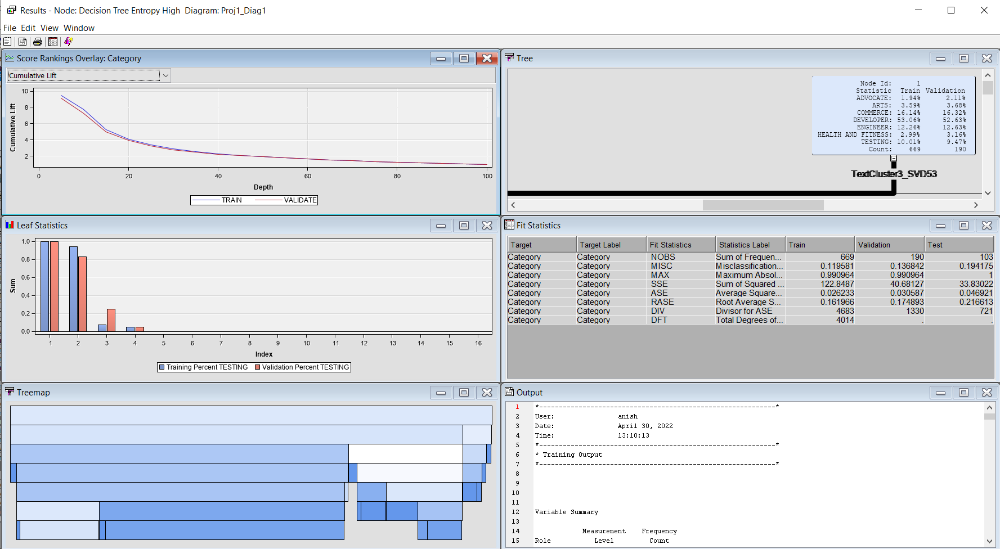 Results - Node: Decision Tree Entropy High  Diagram: Proj1_Diag1
File Edit View Window
Score Rankings Overlay: Category
Cumulative Lift
10
8
6
4
2
Cumulative Lift
0 20 40 60 80 100
Depth
TRAIN VALIDATE
Tree
Node Id: 1
Statistic Train Validation
ADVOCATE: 1.94% 2.11%
ARTS: 3.59% 3.68%
COMMERCE: 16.14% 16.32%
DEVELOPER: 53.06% 52.63%
ENGINEER: 12.26% 12.63%
HEALTH AND FITNESS: 2.99% 3.16%
TESTING: 10.01% 9.47%
Count: 669 190
TextCluster3_SVD53
Leaf Statistics
1.0
0.8
0.6
0.4
0.2
0.0
Sum
1 2 3 4 5 6 7 8 9 10 11 12 13 14 15 16
Index
Training Percent TESTING Validation Percent TESTING
Fit Statistics
Target Target Label Fit Statistics Statistics Label Train Validation Test
Category Category NOBS Sum of Frequen... 669 190 103
Category Category MISC Misclassification... 0.119581 0.136842 0.194175
Category Category MAX Maximum Absol... 0.990964 0.990964 1
Category Category SSE Sum of Squared ... 122.8487 40.68127 33.83022
Category Category ASE Average Square... 0.026233 0.030587 0.046921
Category Category RASE Root Average S... 0.161966 0.174893 0.216613
Category Category DIV Divisor for ASE 4683 1330 721
Category Category DFT Total Degrees of... 4014 . .
Treemap
Output
1 *------------------------------------------------------------*
2 User: anish
3 Date: April 30, 2022
4 Time: 13:10:13
5 *------------------------------------------------------------*
6 * Training Output
7 *------------------------------------------------------------*
8
9
10
11
12 Variable Summary
13
14 Measurement Frequency
15 Role Level Count